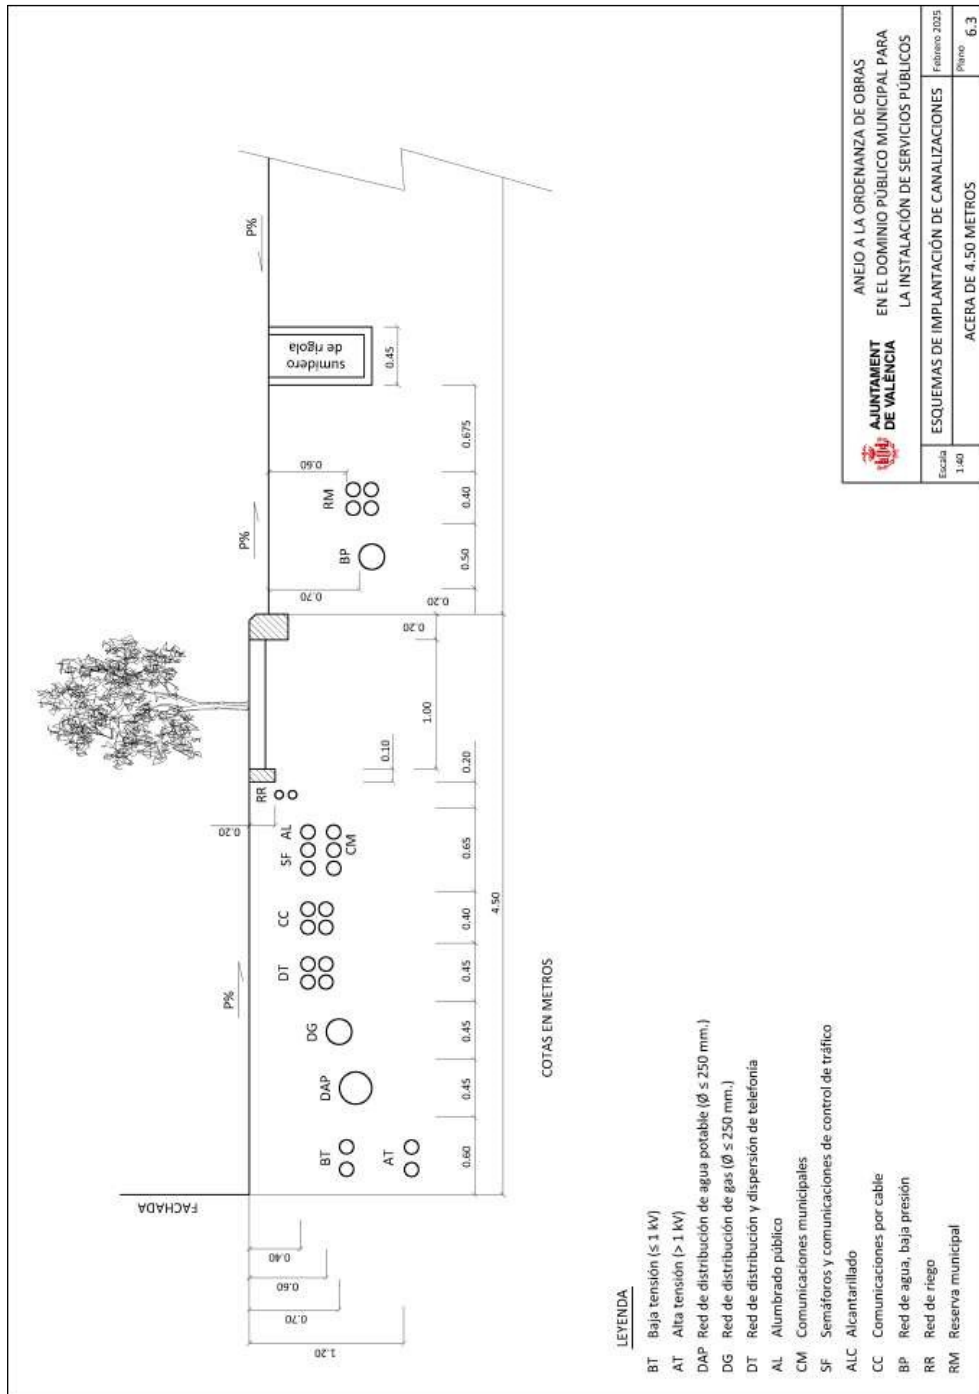 FACHADA
P%
P%
P%
BT
AT
DAP
DG
DT
CC
SF
AL
CM
RR
BP
RM
sumidero
de rigola
0.40
0.60
0.70
1.20
0.20
0.10
1.00
0.20
0.20
0.70
0.60
0.45
0.60
0.45
0.45
0.45
0.40
0.65
0.20
0.50
0.40
0.675
4.50
COTAS EN METROS
LEYENDA
BT Baja tensión (≤ 1 kV)
AT Alta tensión (> 1 kV)
DAP Red de distribución de agua potable (Ø ≤ 250 mm.)
DG Red de distribución de gas (Ø ≤ 250 mm.)
DT Red de distribución y dispersión de telefonía
AL Alumbrado público
CM Comunicaciones municipales
SF Semáforos y comunicaciones de control de tráfico
ALC Alcantarillado
CC Comunicaciones por cable
BP Red de agua, baja presión
RR Red de riego
RM Reserva municipal
AJUNTAMENT
DE VALÈNCIA
ANEJO A LA ORDENANZA DE OBRAS
EN EL DOMINIO PÚBLICO MUNICIPAL PARA
LA INSTALACIÓN DE SERVICIOS PÚBLICOS
Escala
1:40
ESQUEMAS DE IMPLANTACIÓN DE CANALIZACIONES
Febrero 2025
ACERA DE 4.50 METROS
Plano
6.3